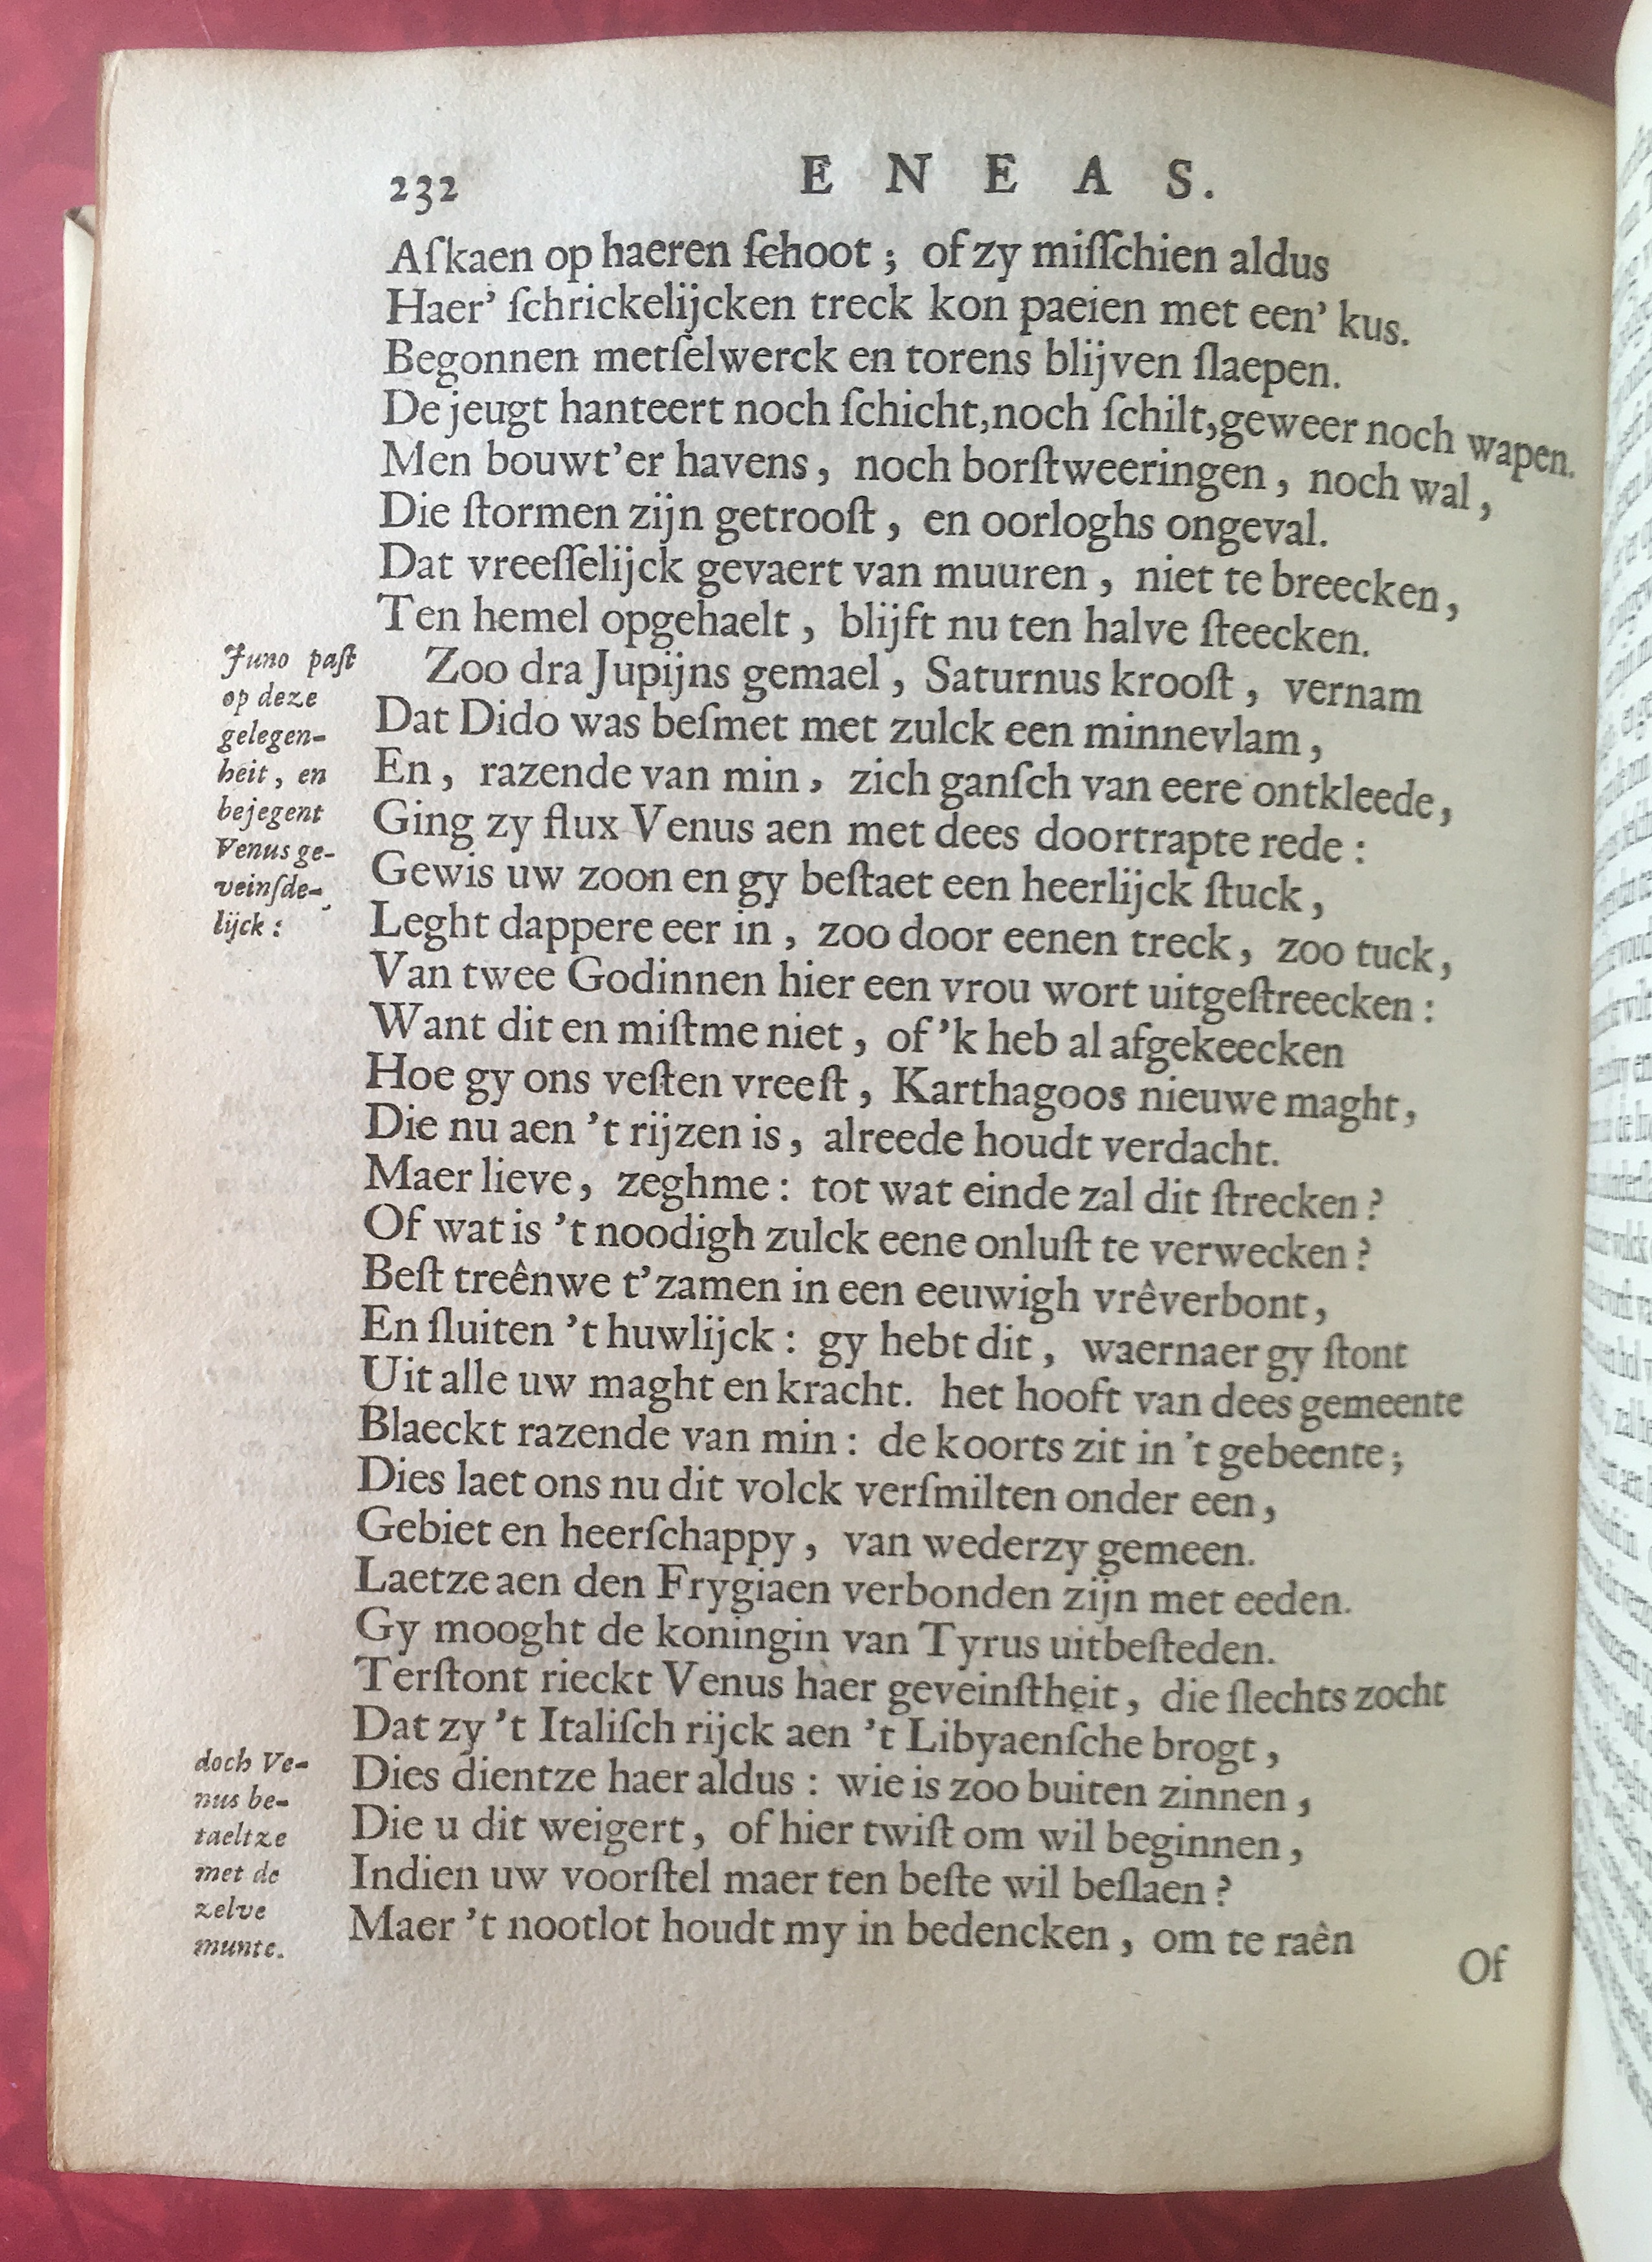 232
E N E A S.
Aſkaen op haeren ſchoot ; of zy miſſchien aldus
Haer’ ſchrickelijcken treck kon paeien met een’ kus.
Begonnen metſelwerck en torens blijven ſlaepen.
De jeugt hanteert noch ſchicht, noch ſchilt, geweer noch wapen.
Men bouwt’er havens, noch borſtweeringen, noch wal,
Die ſtormen zijn getrooſt, en oorloghs ongeval.
Dat vreeſſelijck gevaert van muuren, niet te breecken,
Ten hemel opgehaelt, blijft nu ten halve ſteecken.
Zoo dra Jupijns gemael, Saturnus krooſt, vernam
Dat Dido was beſmet met zulck een minnevlam,
En, razende van min, zich ganſch van eere ontkleede,
Ging zy flux Venus aen met dees doortrapte rede:
Gewis uw zoon en gy beſtaet een heerlijck ſtuck,
Leght dappere eer in, zoo door eenen treck, zoo tuck,
Van twee Godinnen hier een vrou wort uitgeſtreecken:
Want dit en miſtme niet, of ’k heb al afgekeecken
Hoe gy ons veſten vreeſt, Karthagoos nieuwe maght,
Die nu aen ’t rijzen is, alreede houdt verdacht.
Maer lieve, zeghme: tot wat einde zal dit ſtrecken?
Of wat is ’t noodigh zulck eene onluſt te verwecken?
Beſt treênwe t’zamen in een eeuwigh vrêverbont,
En ſluiten ’t huwlijck: gy hebt dit, waernaer gy ſtont
Uit alle uw maght en kracht. het hooft van dees gemeente
Blaeckt razende van min: de koorts zit in ’t gebeente;
Dies laet ons nu dit volck verſmilten onder een,
Gebiet en heerſchappy, van wederzy gemeen.
Laetze aen den Frygiaen verbonden zijn met eeden.
Gy mooght de koningin van Tyrus uitbeſteden.
Terſtont rieckt Venus haer geveinſtheit, die ſlechts zocht
Dat zy ’t Italiſch rijck aen ’t Libyaenſche brogt,
Dies dientze haer aldus: wie is zoo buiten zinnen,
Die u dit weigert, of hier twiſt om wil beginnen,
Indien uw voorſtel maer ten beſte wil beſlaen?
Maer ’t nootlot houdt my in bedencken, om te raên
Of
Juno paſt
op deze
gelegen-
heit, en
bejegent
Venus ge-
veinſde-
lijck:
doch Ve-
nus be-
taeltze
met de
zelve
munte.